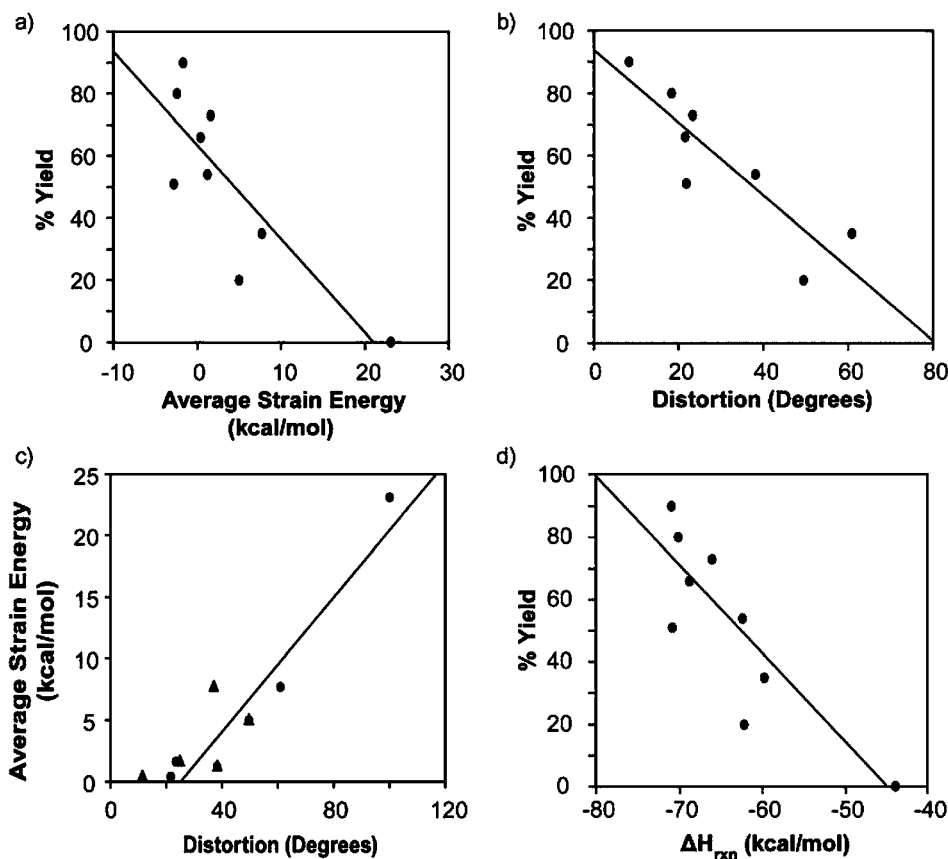 a)
100
80
60
40
20
0
% Yield
-10 0 10 20 30
Average Strain Energy
(kcal/mol)
b)
100
80
60
40
20
0
% Yield
0 20 40 60 80
Distortion (Degrees)
c)
25
20
15
10
5
0
Average Strain Energy
(kcal/mol)
0 40 80 120
Distortion (Degrees)
d)
100
80
60
40
20
0
% Yield
-80 -70 -60 -50 -40
ΔHrxn (kcal/mol)